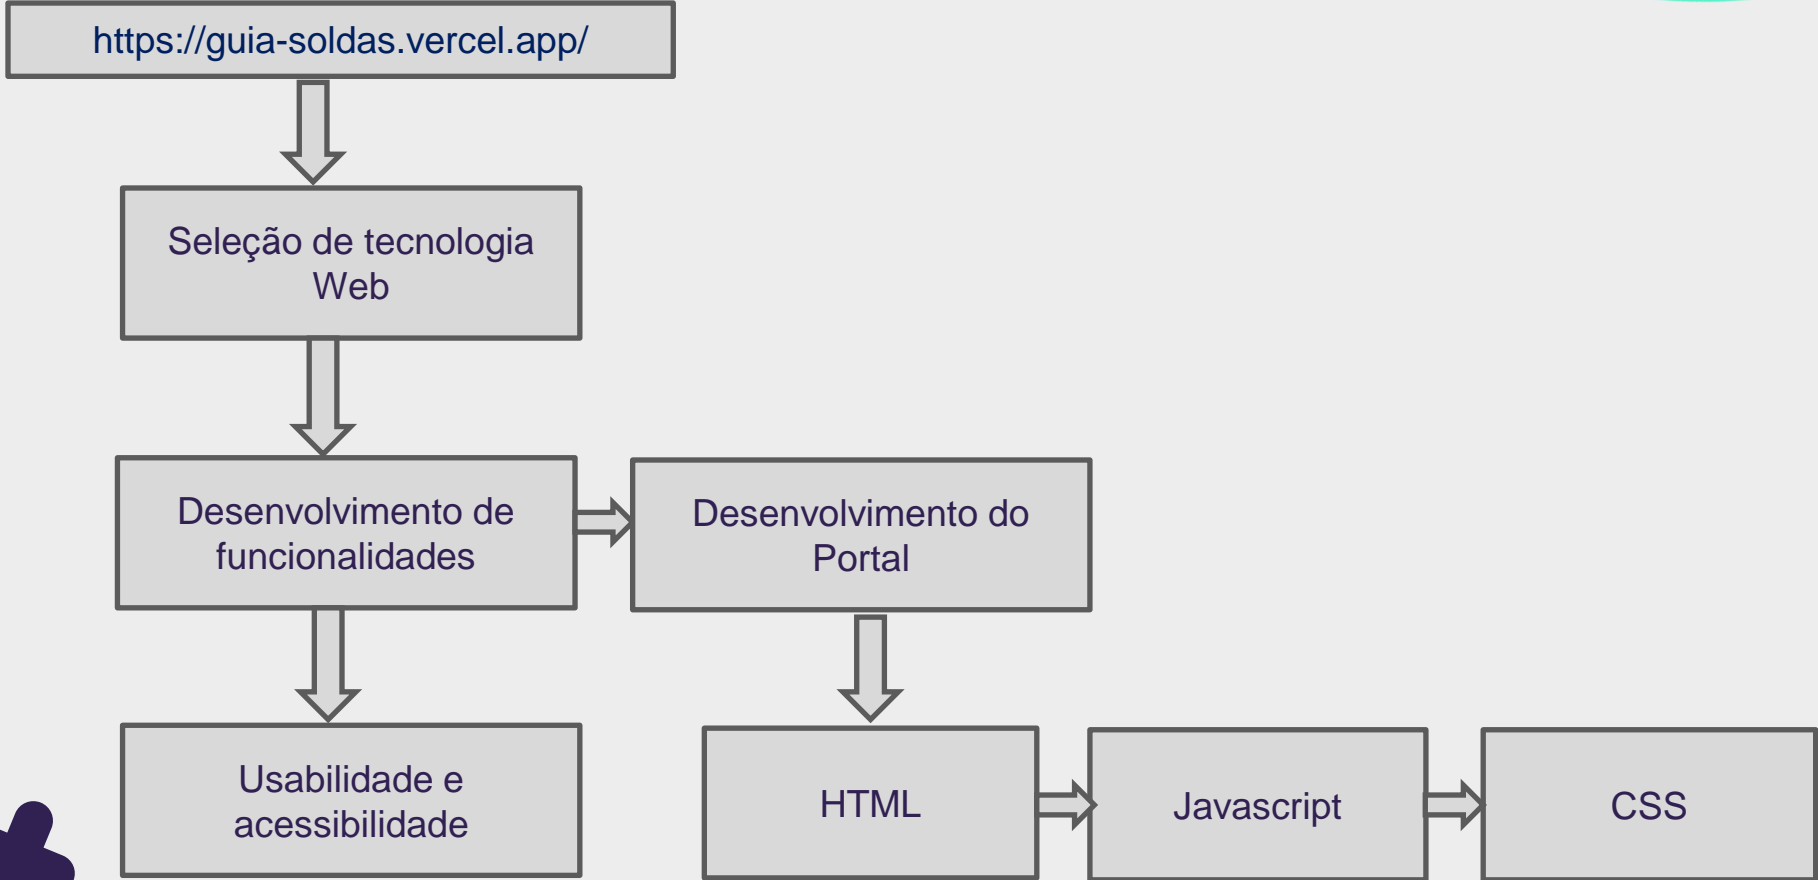 https://guia-soldas.vercel.app/
Seleção de tecnologia
Web
Desenvolvimento de
funcionalidades
Desenvolvimento do
Portal
Usabilidade e
acessibilidade
HTML
Javascript
CSS